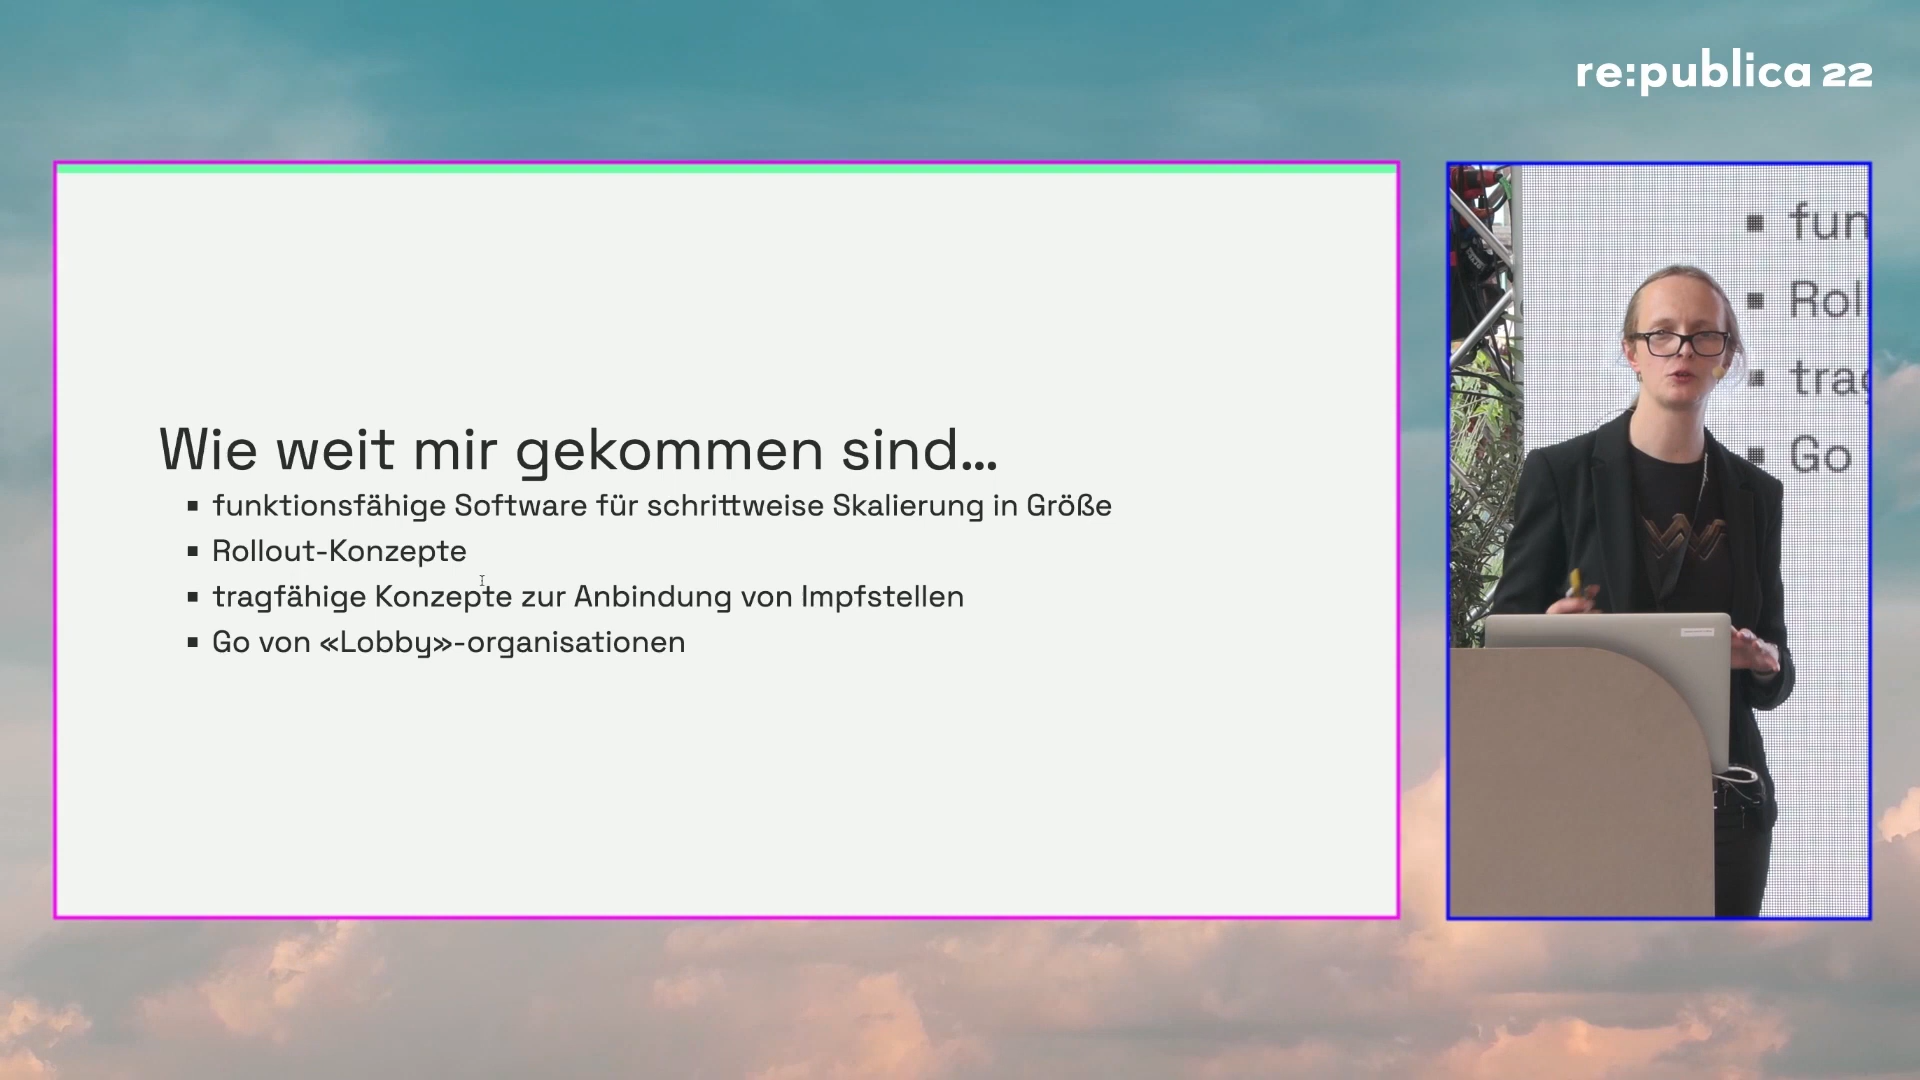 re:publica 22
Wie weit mir gekommen sind...
▪ funktionsfähige Software für schrittweise Skalierung in Größe
▪ Rollout-Konzepte
▪ tragfähige Konzepte zur Anbindung von Impfstellen
▪ Go von «Lobby»-organisationen
▪ fun
▪ Rol
▪ trag
▪ Go